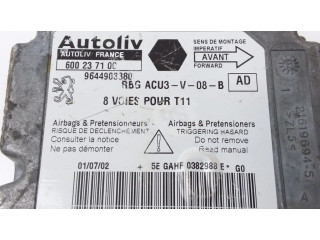 Autoliv
AUTOLIV FRANCE
600 23 71 00
9644903380
SENS DE MONTAGE
IMPERATIF
AVANT
FORWARD
RBG ACU3-V-08-B
AD
8 VOIES POUR T11
Airbags & Pretensionneurs
RISQUE DE DECLENCHEMENT
Consulter la notice
Ne pas démonter
Airbags & Pretensioners
TRIGGERING HAZARD
Do not remove
Read manual
01/07/02
+ 5E GAHF 0382988 E* G0